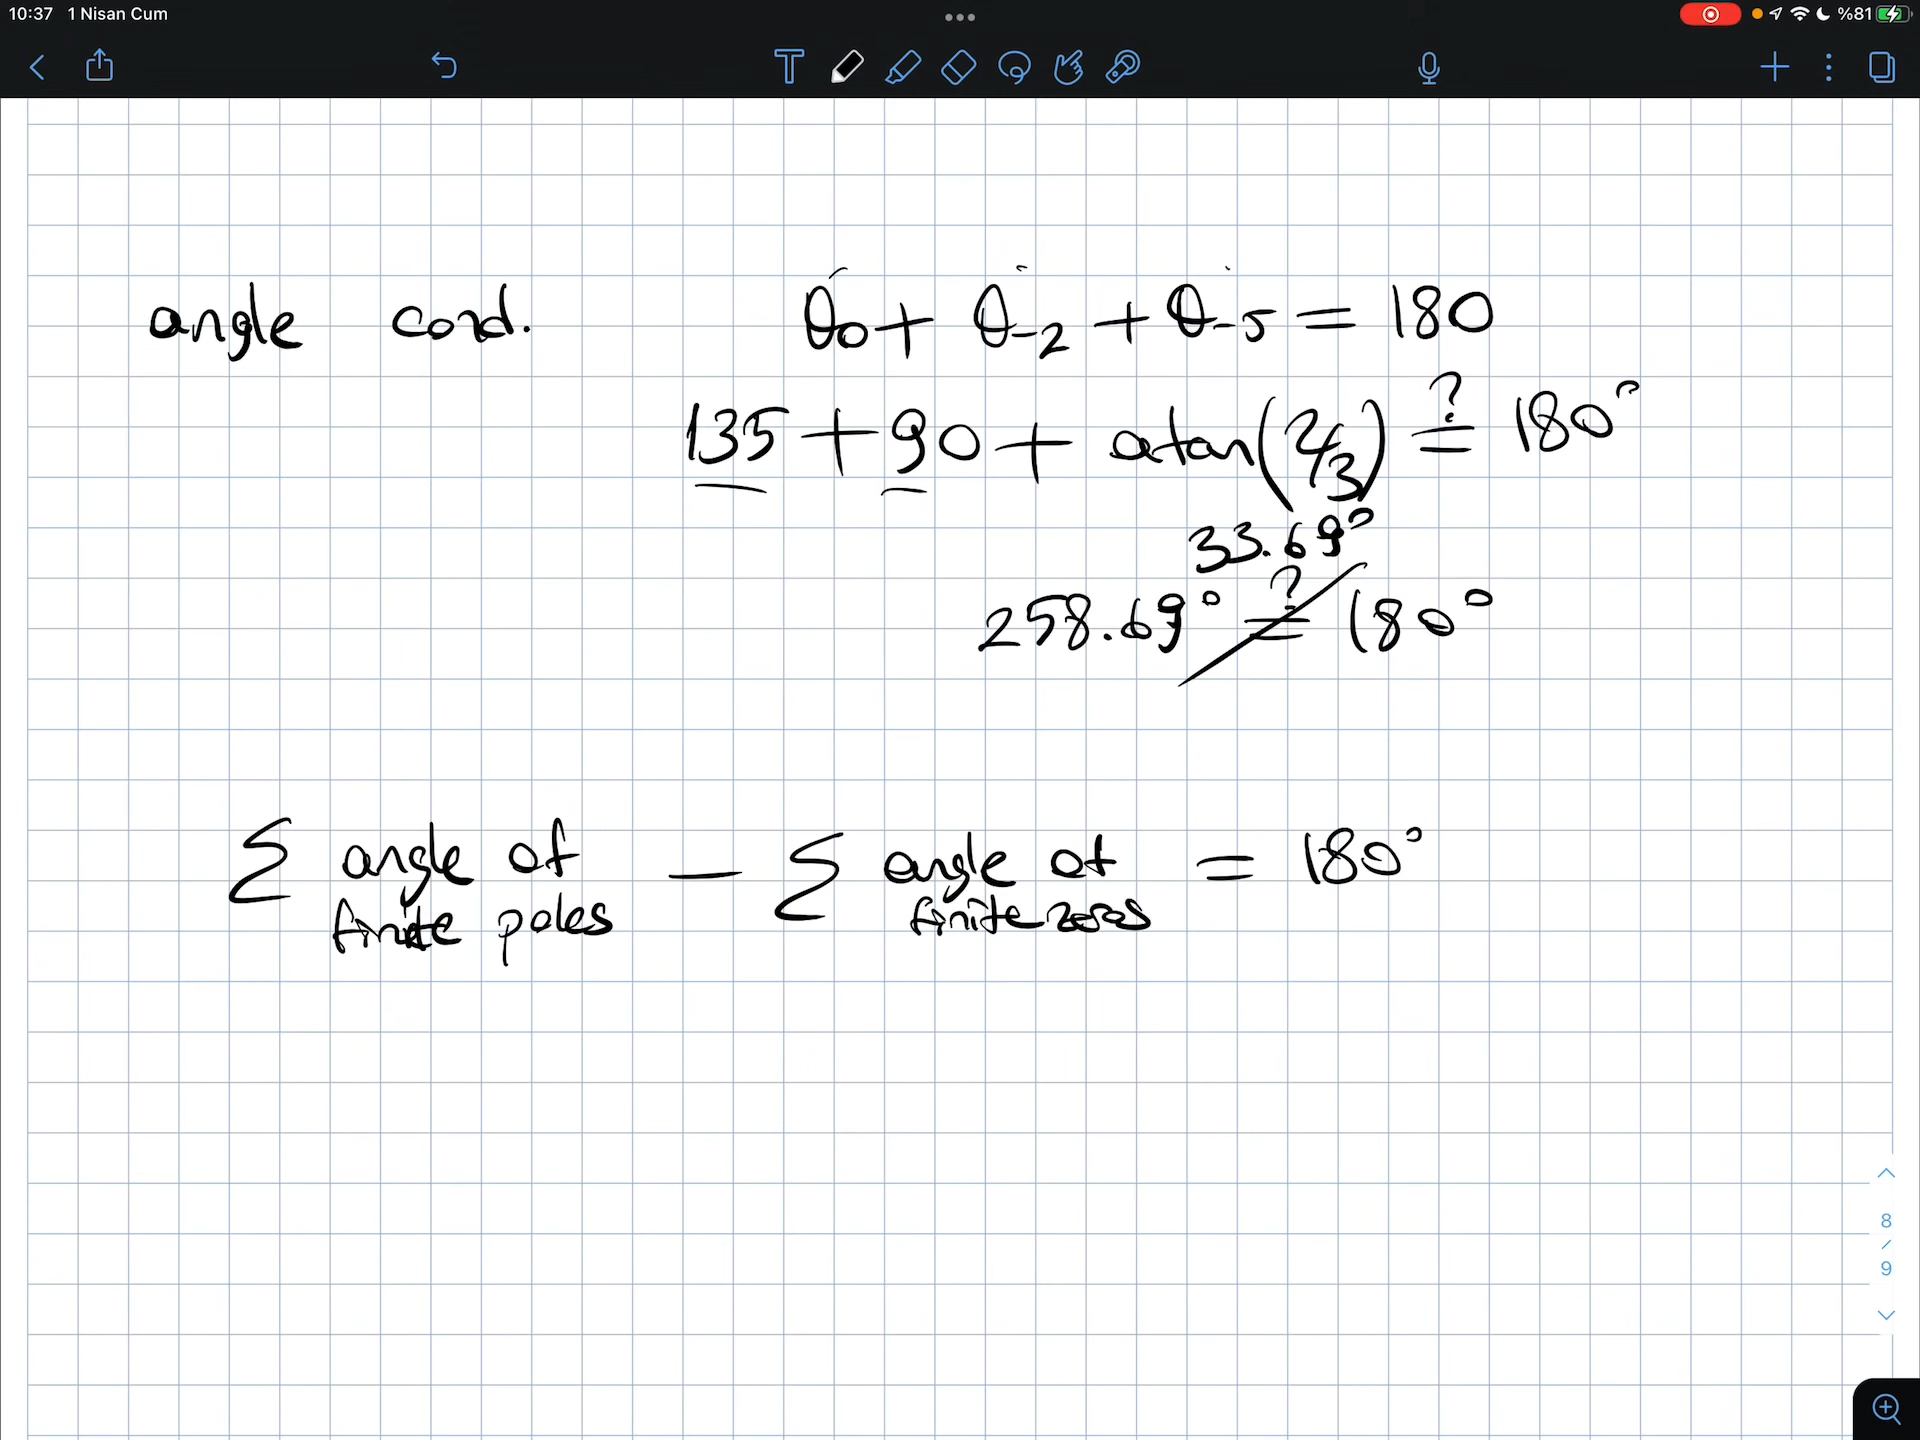 10:37 1 Nisan Cum
%81
angle cond. θ0 + θ-2 + θ-5 = 180
135 + 90 + atan(2/3) ?= 180°
33.69°
258.69° ?= 180°
Σ angle of finite poles — Σ angle of finite zeros = 180°
8
/
9